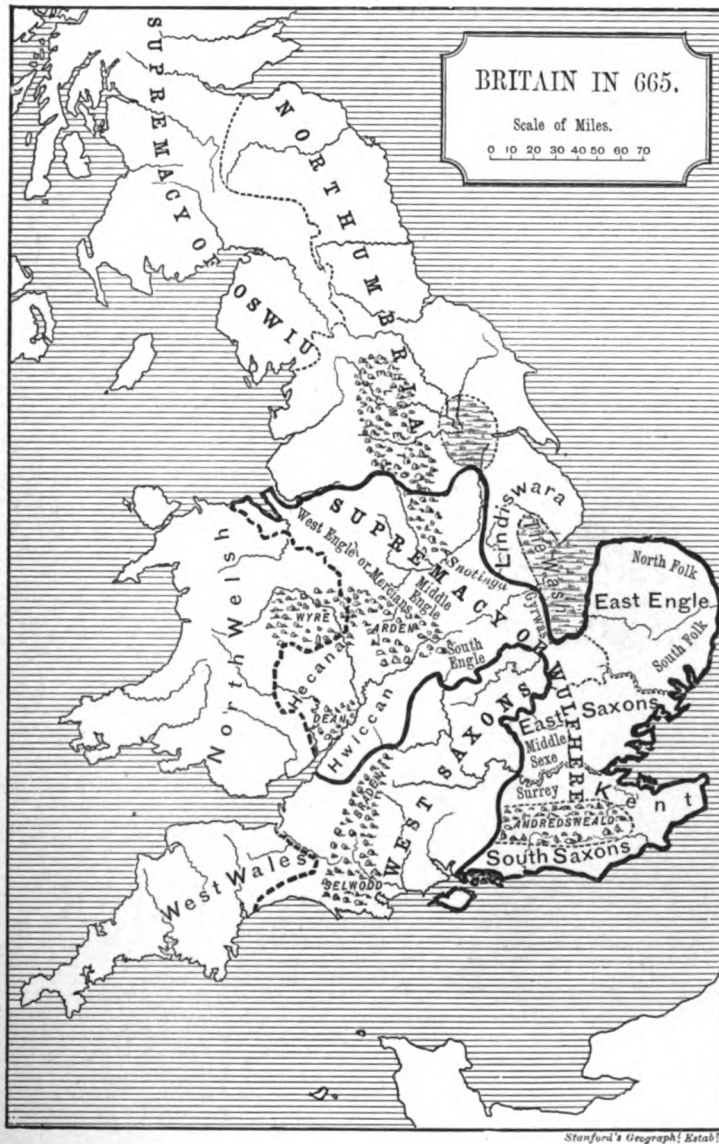 BRITAIN IN 665.
Scale of Miles.
0 10 20 30 40 50 60 70
SUPREMACY OF OSWIU
NORTHUMBRIA
Lindiswara
The Wash
SUPREMACY OF WULPHERE
West Engle or Mercians
Snotinga
Middle
Engle
Gyrwas
North Folk
East Engle
South Folk
North Welsh
WYRE
ARDEN
South
Engle
Hecana
DEAN
Hwiccan
WEST SAXONS
East Saxons
Middle
Sexe
Surrey
Kent
ANDREDSWEALD
South Saxons
SELWOOD
West Wales
Stanford's Geograph! Estab?